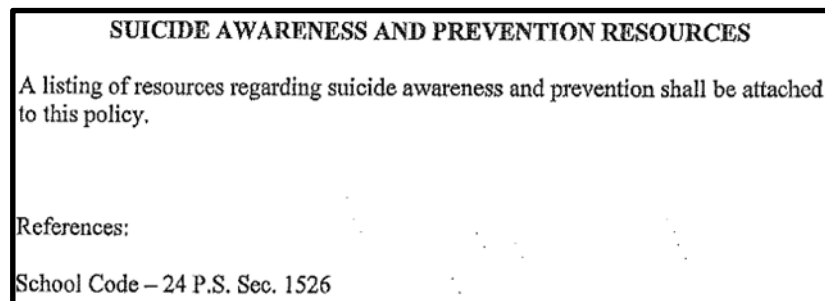 SUICIDE AWARENESS AND PREVENTION RESOURCES
A listing of resources regarding suicide awareness and prevention shall be attached
to this policy.
References:
School Code – 24 P.S. Sec. 1526